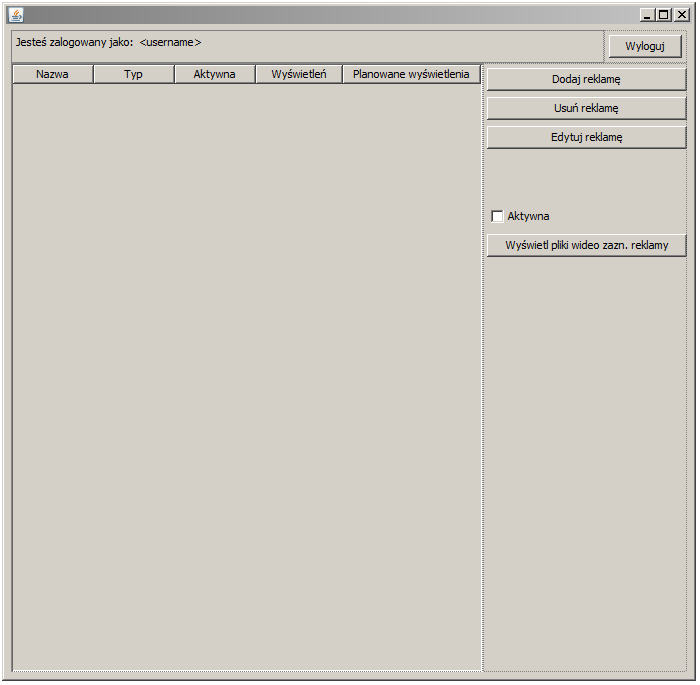 Jesteś zalogowany jako: <username>
Wyloguj
Nazwa Typ Aktywna Wyświetleń Planowane wyświetlenia
Dodaj reklamę
Usuń reklamę
Edytuj reklamę
Aktywna
Wyświetl pliki wideo zazn. reklamy